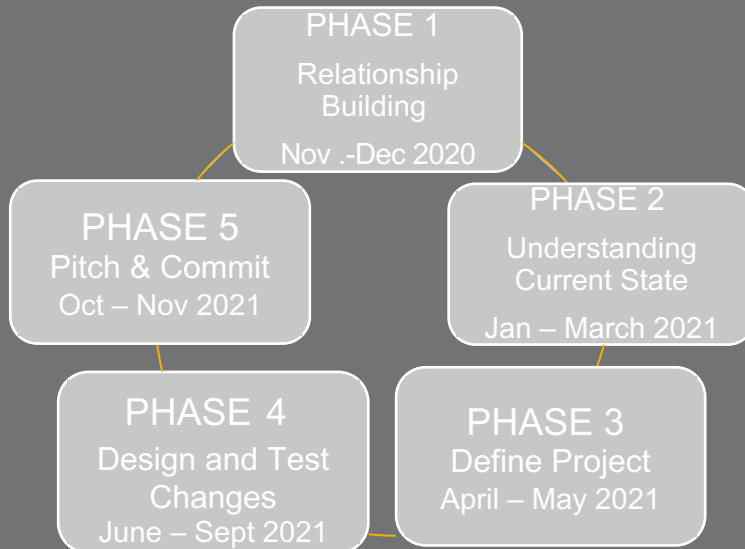 PHASE 1
Relationship
Building
Nov .-Dec 2020
PHASE 2
Understanding
Current State
Jan – March 2021
PHASE 3
Define Project
April – May 2021
PHASE 4
Design and Test
Changes
June – Sept 2021
PHASE 5
Pitch & Commit
Oct – Nov 2021